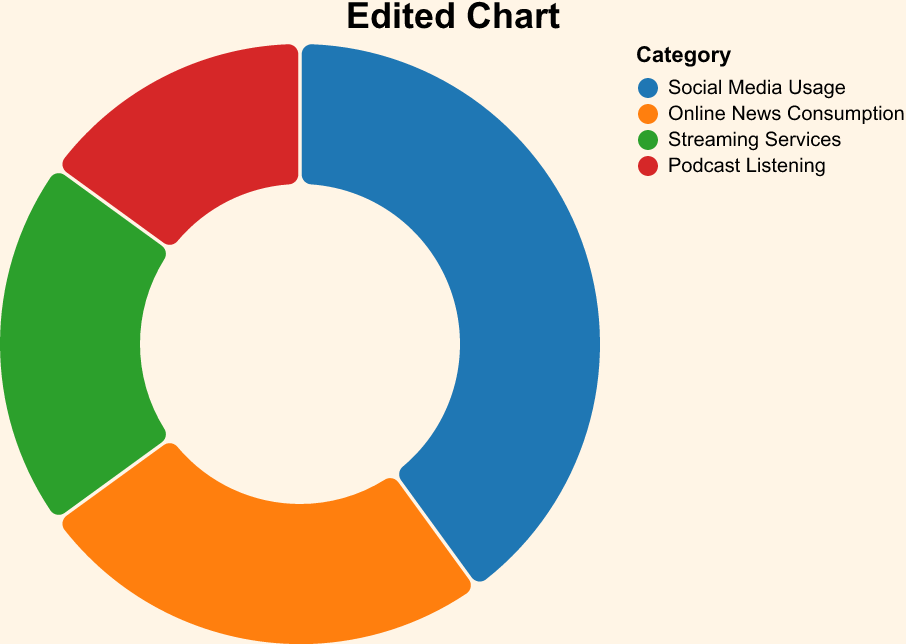 Edited Chart
Category
Social Media Usage
Online News Consumption
Streaming Services
Podcast Listening